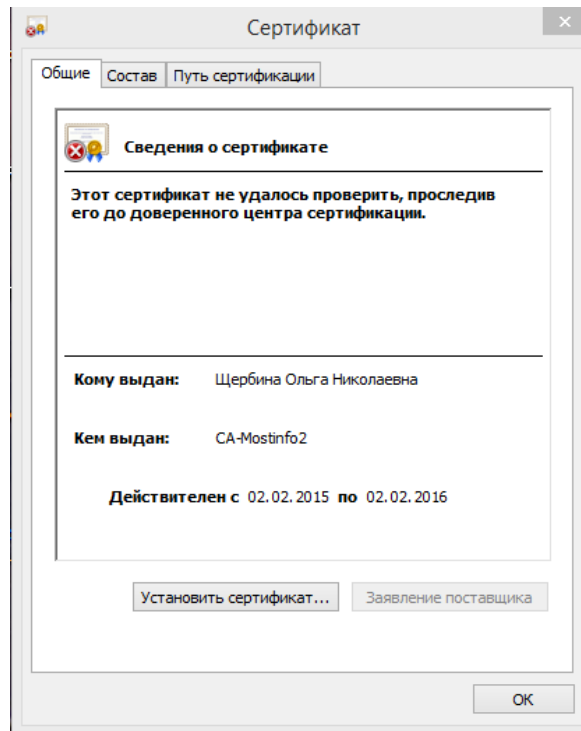 Сертификат
Общие Состав Путь сертификации
Сведения о сертификате
Этот сертификат не удалось проверить, проследив
его до доверенного центра сертификации.
Кому выдан: Щербина Ольга Николаевна
Кем выдан: CA-Mostinfo2
Действителен с 02.02.2015 по 02.02.2016
Установить сертификат... Заявление поставщика
ОК